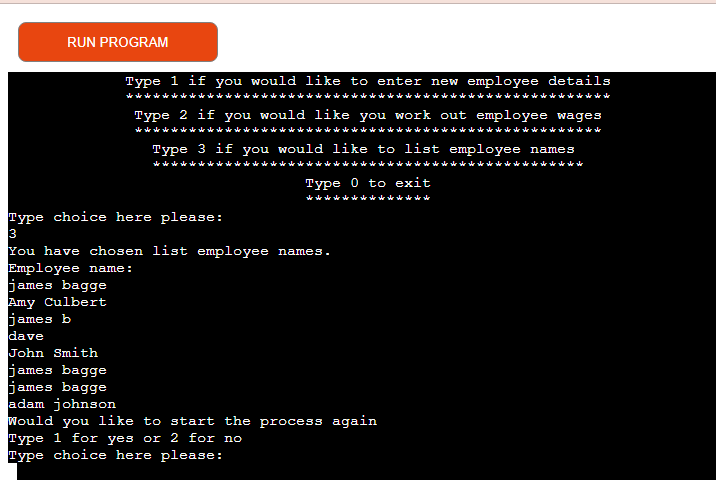 RUN PROGRAM
Type 1 if you would like to enter new employee details
******************************************************
Type 2 if you would like you work out employee wages
****************************************************
Type 3 if you would like to list employee names
************************************************
Type 0 to exit
**************
Type choice here please:
3
You have chosen list employee names.
Employee name:
james bagge
Amy Culbert
james b
dave
John Smith
james bagge
james bagge
adam johnson
Would you like to start the process again
Type 1 for yes or 2 for no
Type choice here please: